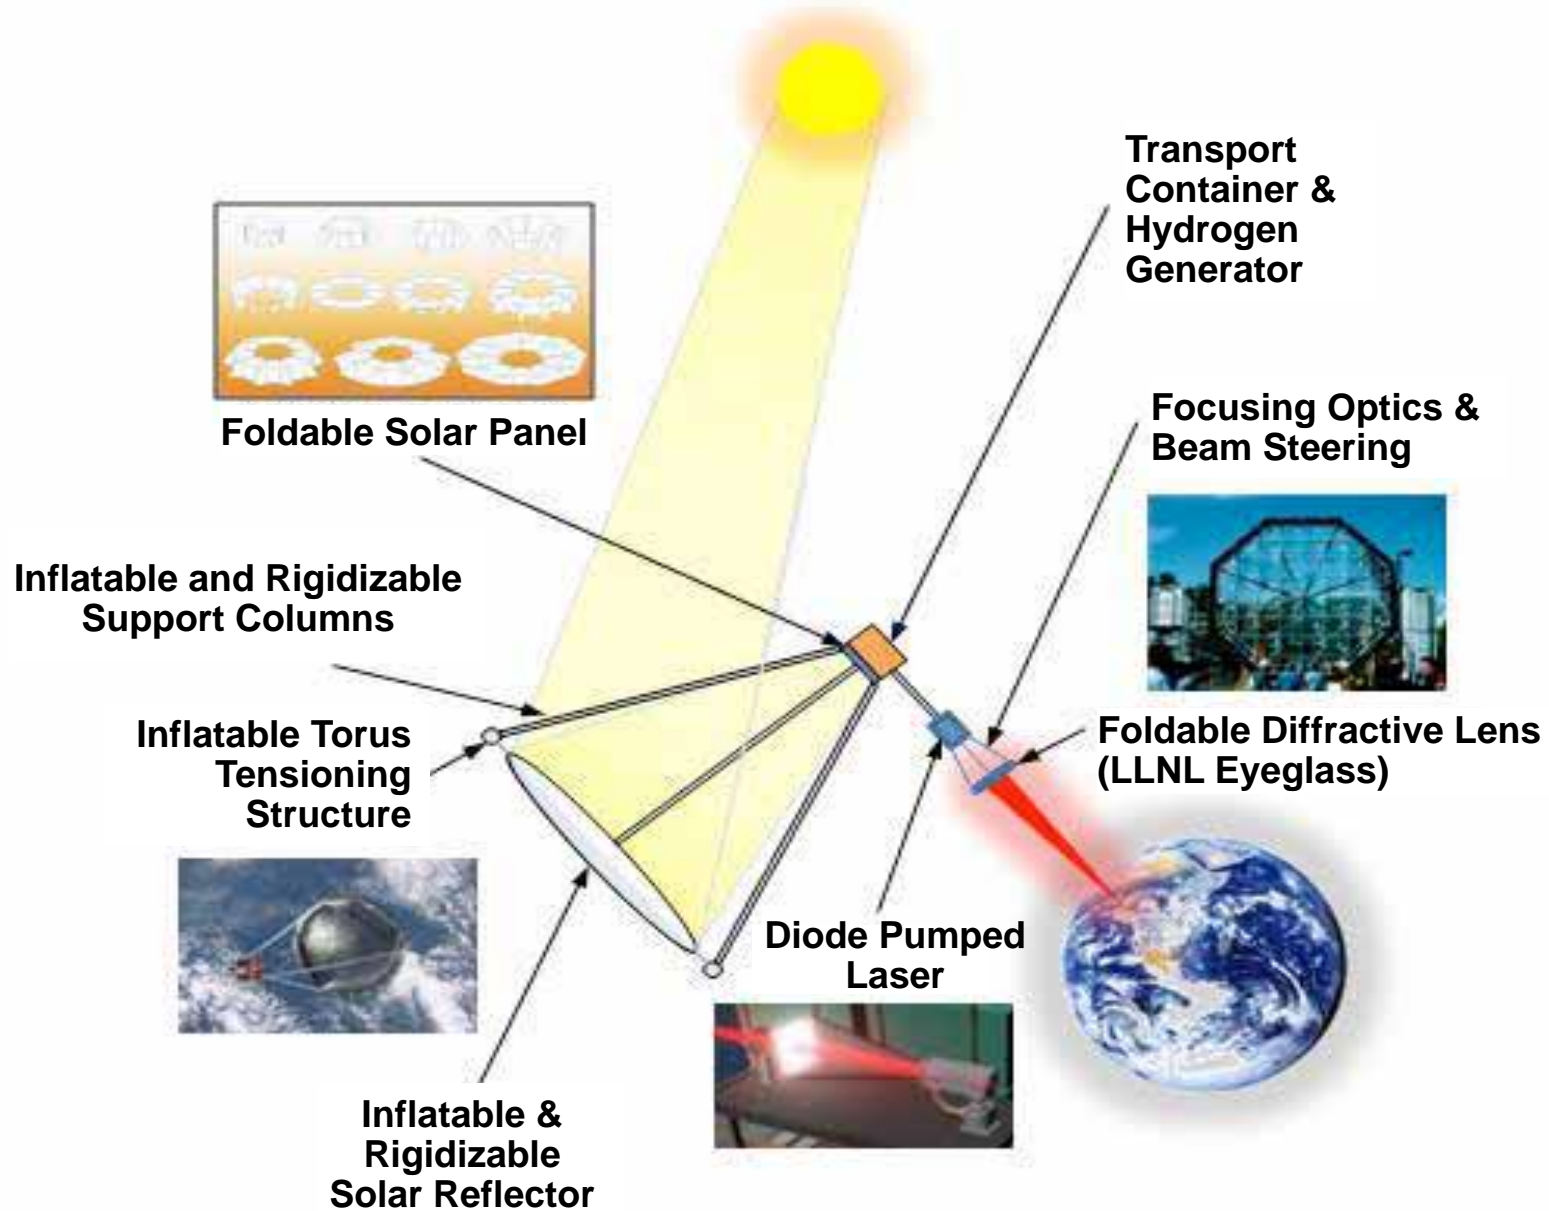 Transport
Container &
Hydrogen
Generator
Foldable Solar Panel
Focusing Optics &
Beam Steering
Inflatable and Rigidizable
Support Columns
Inflatable Torus
Tensioning
Structure
Foldable Diffractive Lens
(LLNL Eyeglass)
Diode Pumped
Laser
Inflatable &
Rigidizable
Solar Reflector